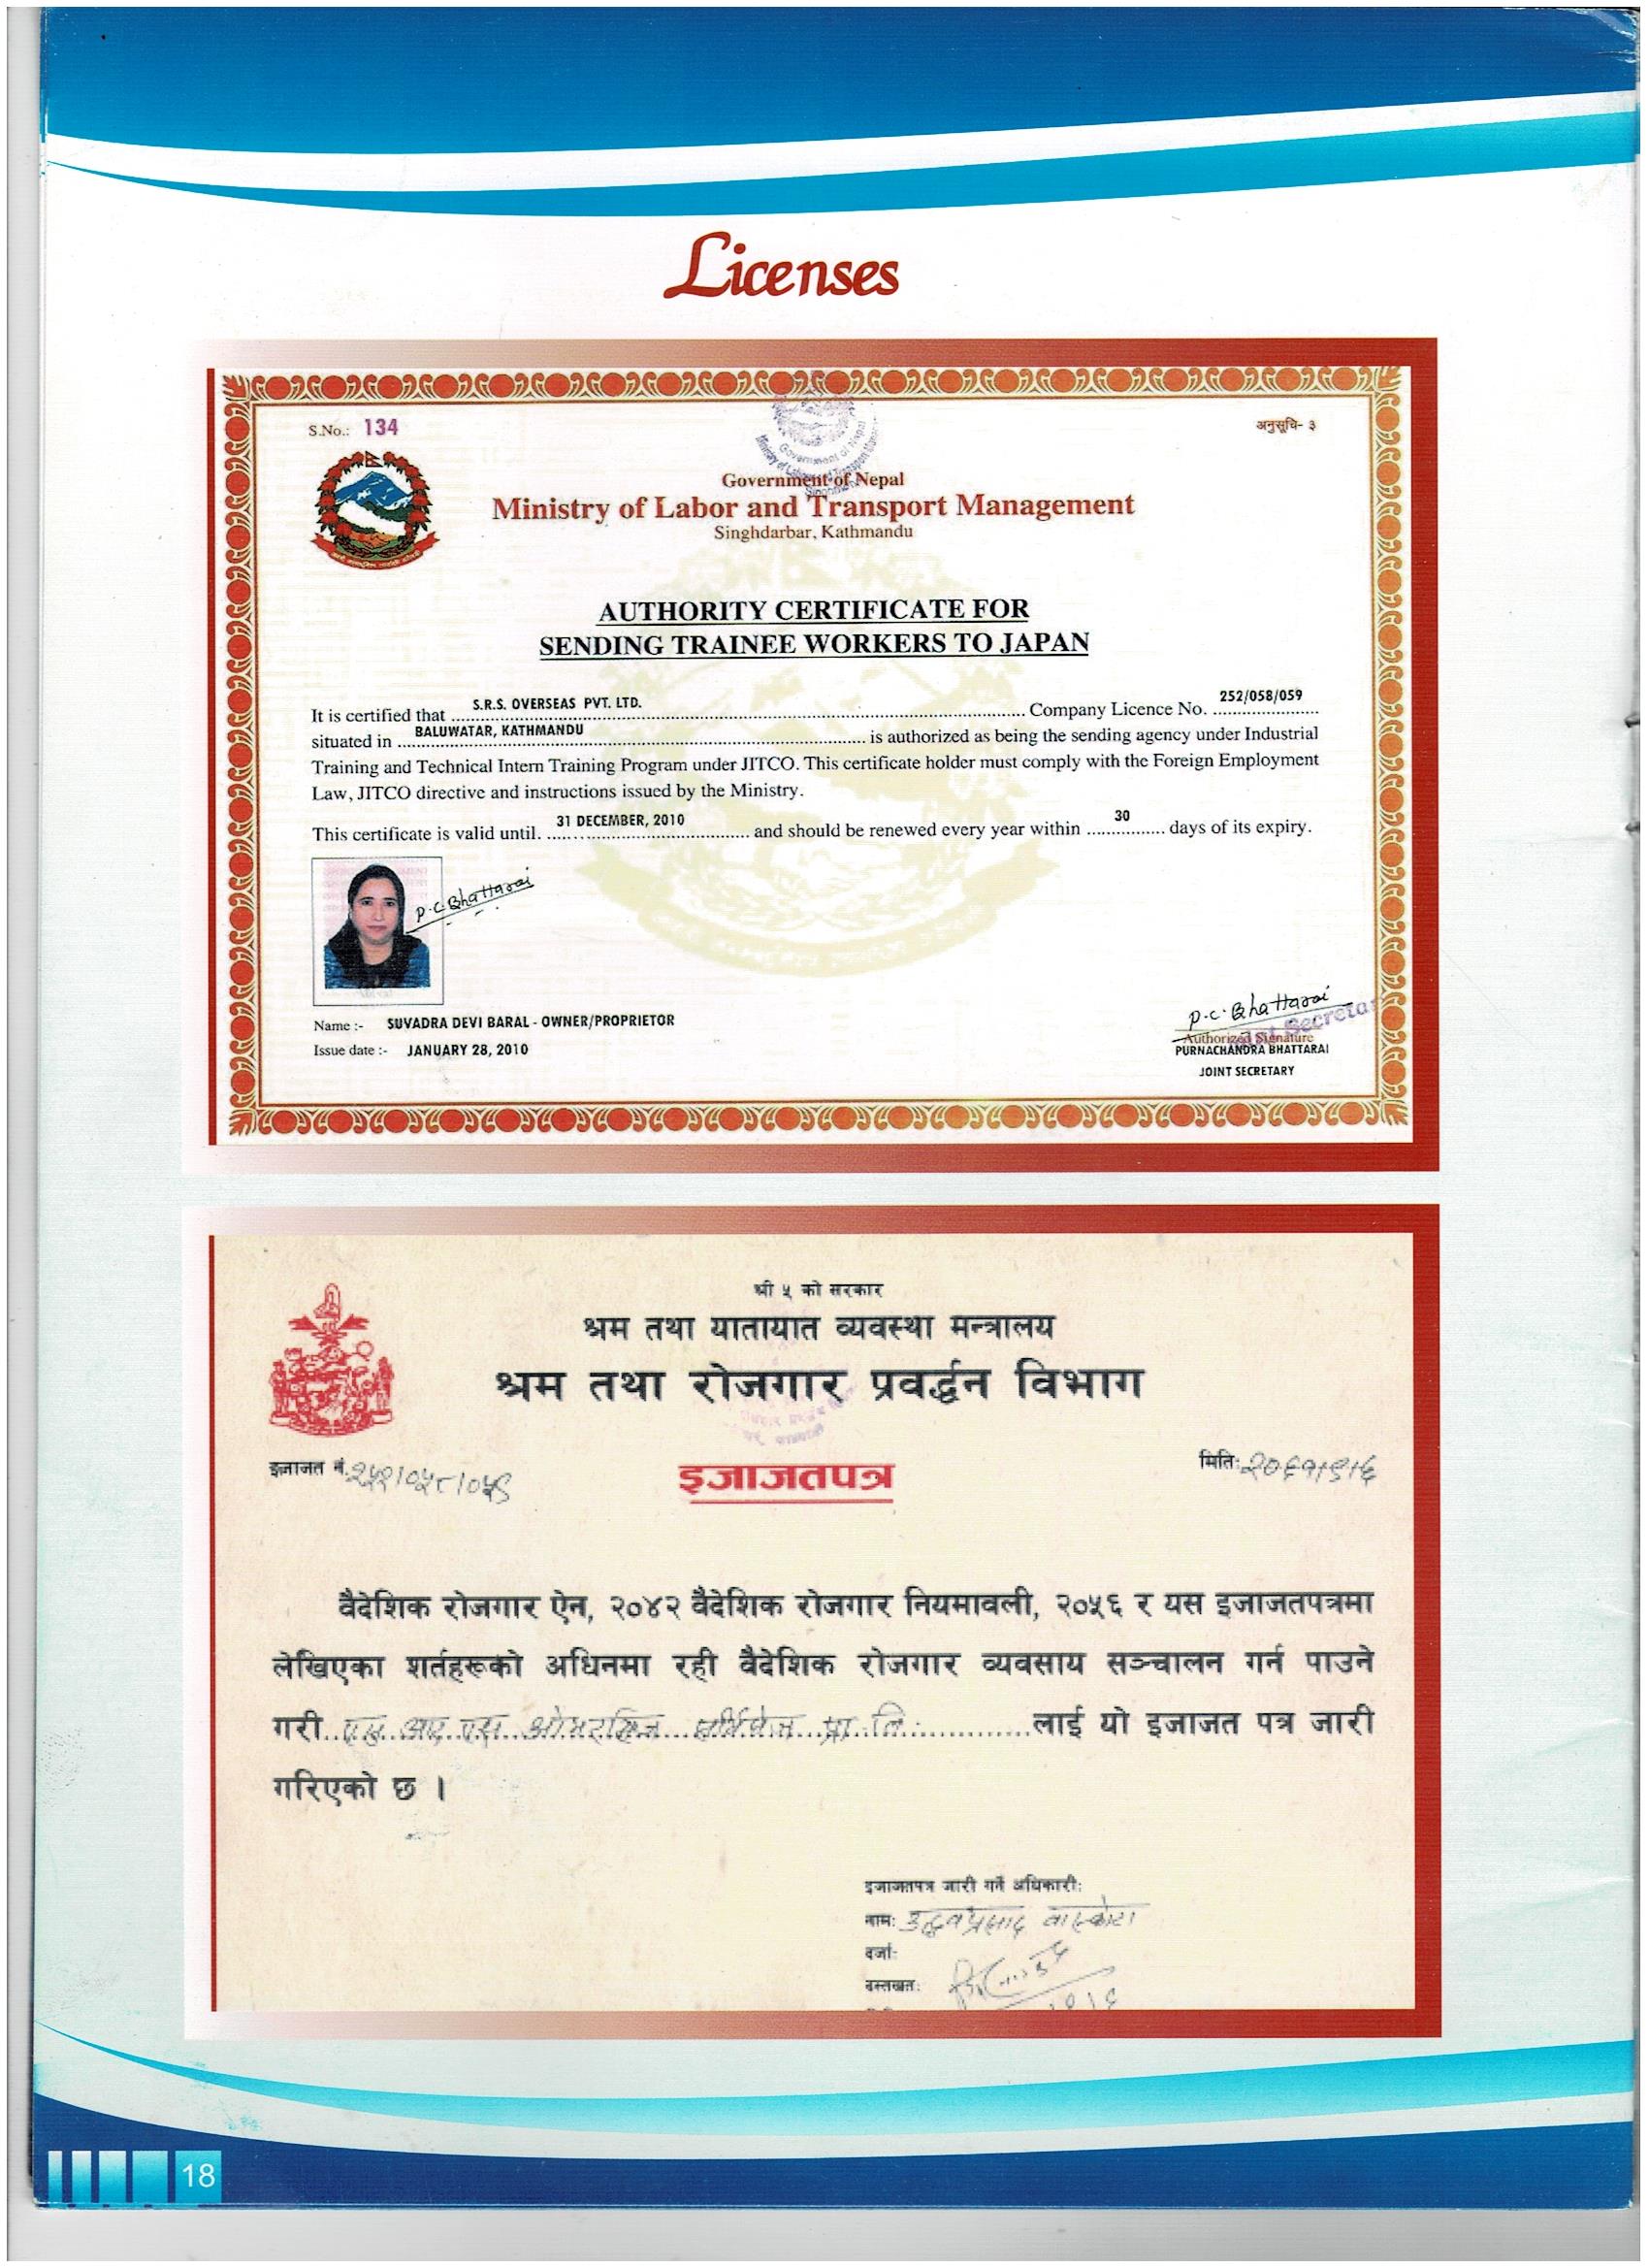 Licenses
S.No.: 134
अनुसूचि- ३
Government of Nepal
Ministry of Labor and Transport Management
Singhdarbar, Kathmandu
AUTHORITY CERTIFICATE FOR
SENDING TRAINEE WORKERS TO JAPAN
It is certified that S.R.S. OVERSEAS PVT. LTD. Company Licence No. 252/058/059
situated in BALUWATAR, KATHMANDU is authorized as being the sending agency under Industrial
Training and Technical Intern Training Program under JITCO. This certificate holder must comply with the Foreign Employment
Law, JITCO directive and instructions issued by the Ministry.
This certificate is valid until. 31 DECEMBER, 2010 and should be renewed every year within 30 days of its expiry.
P.C. Bhattarai
Name :- SUVADRA DEVI BARAL - OWNER/PROPRIETOR
Issue date :- JANUARY 28, 2010
P.C. Bhattarai
Authorized Signature
PURNACHANDRA BHATTARAI
JOINT SECRETARY
श्री ५ को सरकार
श्रम तथा यातायात व्यवस्था मन्त्रालय
श्रम तथा रोजगार प्रवर्द्धन विभाग
इजाजत नं. २५२/०५८/०५९
मिति:
इजाजतपत्र
वैदेशिक रोजगार ऐन, २०४२ वैदेशिक रोजगार नियमावली, २०५६ र यस इजाजतपत्रमा
लेखिएका शर्तहरूको अधिनमा रही वैदेशिक रोजगार व्यवसाय सञ्चालन गर्न पाउने
गरी एस आर एस ओभरसिज प्रा लि लाई यो इजाजत पत्र जारी
गरिएको छ ।
इजाजतपत्र जारी गर्ने अधिकारी:
नाम: उद्धवप्रसाद बास्कोटा
दर्जा:
दस्तखत:
18